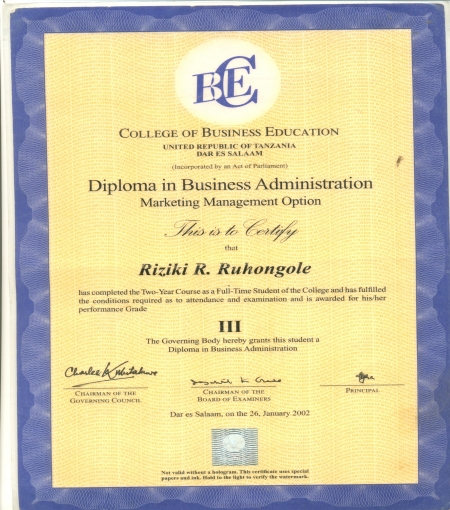 CBE
COLLEGE OF BUSINESS EDUCATION
UNITED REPUBLIC OF TANZANIA
DAR ES SALAAM
(Incorporated by an Act of Parliament)
Diploma in Business Administration
Marketing Management Option
This is to Certify
that
Riziki R. Ruhongole
has completed the Two-Year Course as a Full-Time Student of the College and has fulfilled
the conditions required as to attendance and examination and is awarded for his/her
performance Grade
III
The Governing Body hereby grants this student a
Diploma in Business Administration
CHAIRMAN OF THE
GOVERNING COUNCIL
CHAIRMAN OF THE
BOARD OF EXAMINERS
PRINCIPAL
Dar es Salaam, on the 26, January 2002
Not valid without a hologram. This certificate uses special
papers and ink. Hold to the light to verify the watermark.